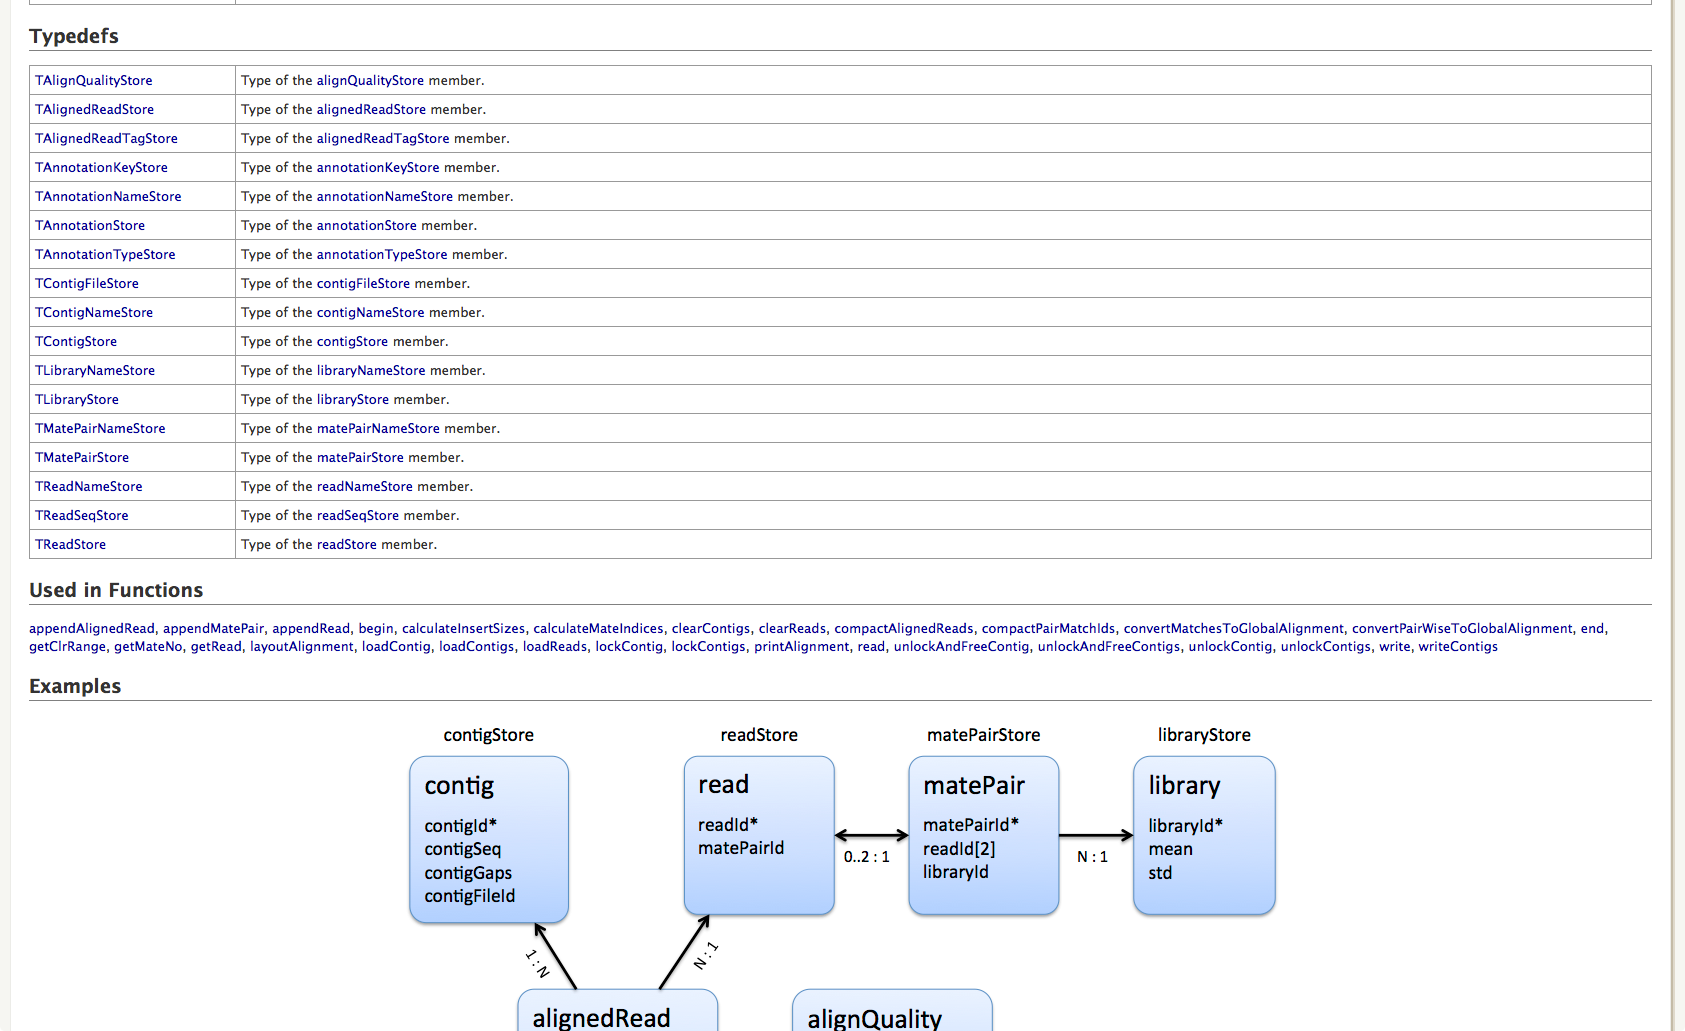 Typedefs
TAlignQualityStore Type of the alignQualityStore member.
TAlignedReadStore Type of the alignedReadStore member.
TAlignedReadTagStore Type of the alignedReadTagStore member.
TAnnotationKeyStore Type of the annotationKeyStore member.
TAnnotationNameStore Type of the annotationNameStore member.
TAnnotationStore Type of the annotationStore member.
TAnnotationTypeStore Type of the annotationTypeStore member.
TContigFileStore Type of the contigFileStore member.
TContigNameStore Type of the contigNameStore member.
TContigStore Type of the contigStore member.
TLibraryNameStore Type of the libraryNameStore member.
TLibraryStore Type of the libraryStore member.
TMatePairNameStore Type of the matePairNameStore member.
TMatePairStore Type of the matePairStore member.
TReadNameStore Type of the readNameStore member.
TReadSeqStore Type of the readSeqStore member.
TReadStore Type of the readStore member.
Used in Functions
appendAlignedRead, appendMatePair, appendRead, begin, calculateInsertSizes, calculateMateIndices, clearContigs, clearReads, compactAlignedReads, compactPairMatchIds, convertMatchesToGlobalAlignment, convertPairWiseToGlobalAlignment, end,
getClrRange, getMateNo, getRead, layoutAlignment, loadContig, loadContigs, loadReads, lockContig, lockContigs, printAlignment, read, unlockAndFreeContig, unlockAndFreeContigs, unlockContig, unlockContigs, write, writeContigs
Examples
contigStore
contig
contigId*
contigSeq
contigGaps
contigFileId
readStore
read
readId*
matePairId
0..2 : 1
matePairStore
matePair
matePairId*
readId[2]
libraryId
N : 1
libraryStore
library
libraryId*
mean
std
1 : N
N : 1
alignedRead
alignQuality